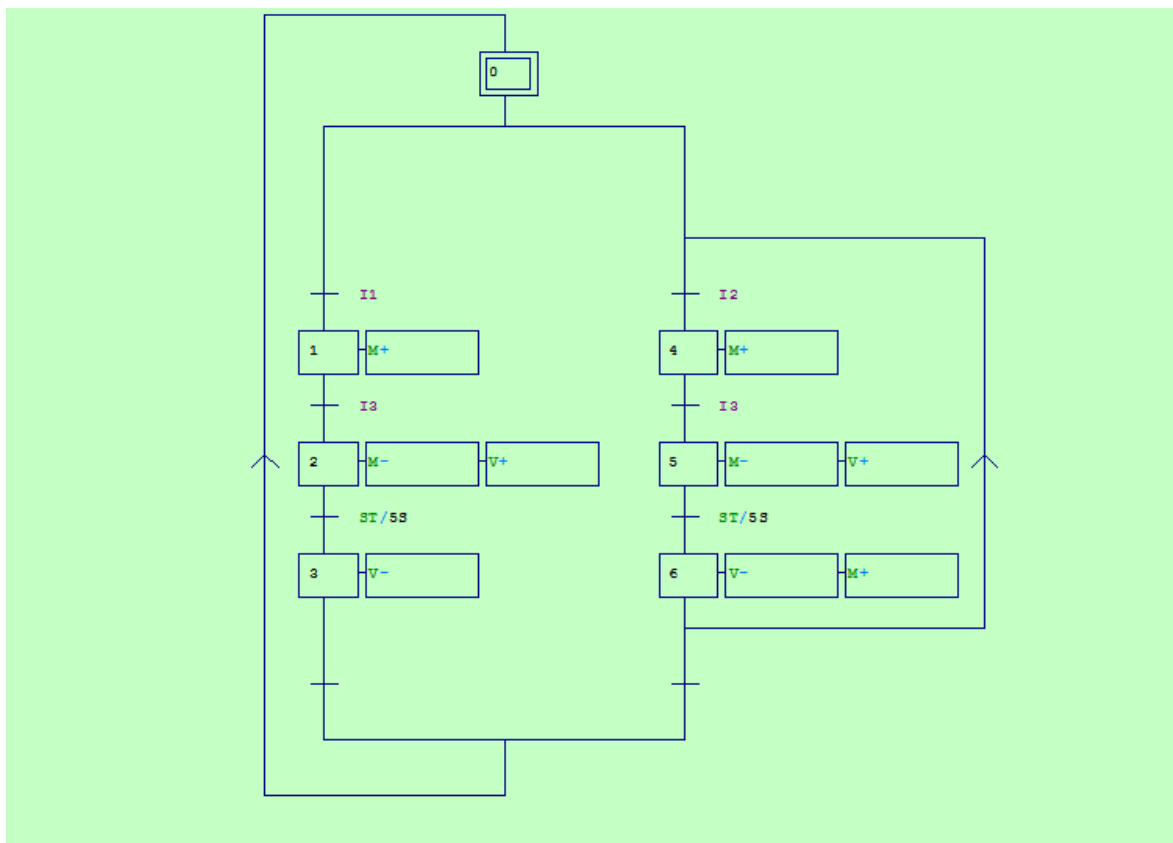 0
I1 I2
1 M+ 4 M+
I3 I3
2 M- V+ 5 M- V+
ST/5S ST/5S
3 V- 6 V- M+